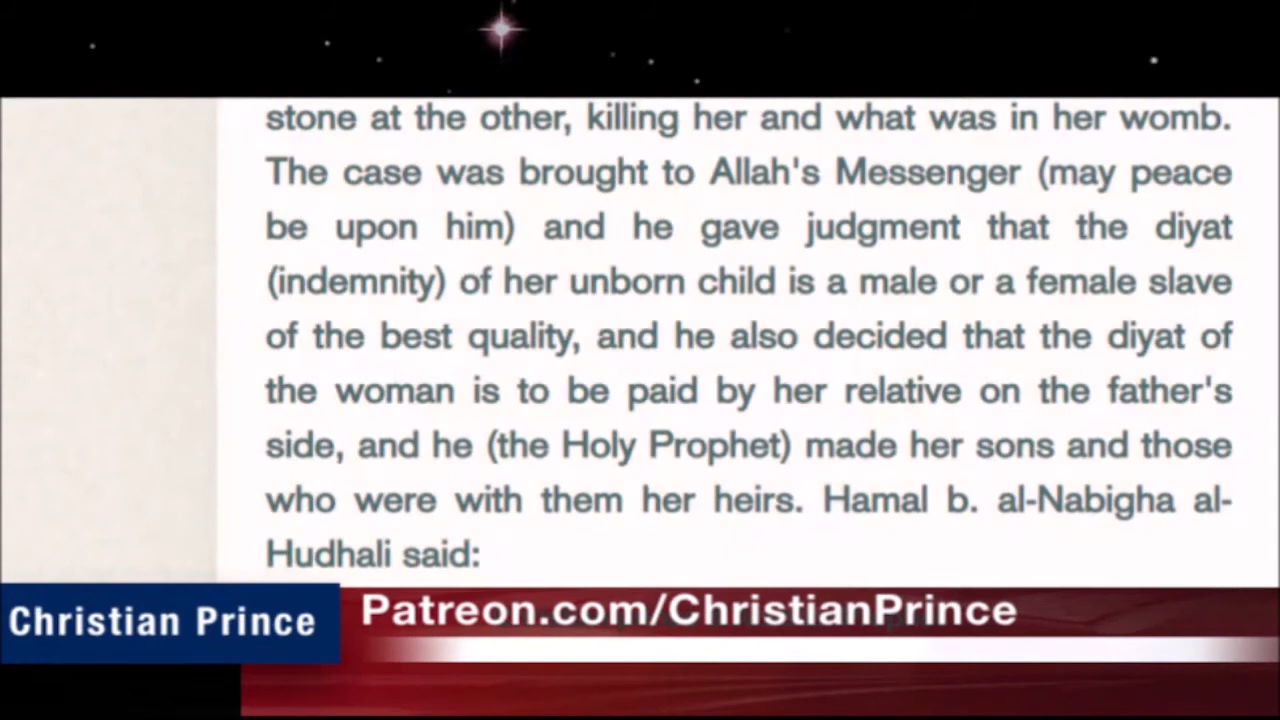 stone at the other, killing her and what was in her womb.
The case was brought to Allah's Messenger (may peace
be upon him) and he gave judgment that the diyat
(indemnity) of her unborn child is a male or a female slave
of the best quality, and he also decided that the diyat of
the woman is to be paid by her relative on the father's
side, and he (the Holy Prophet) made her sons and those
who were with them her heirs. Hamal b. al-Nabigha al-
Hudhali said:
Christian Prince
Patreon.com/ChristianPrince